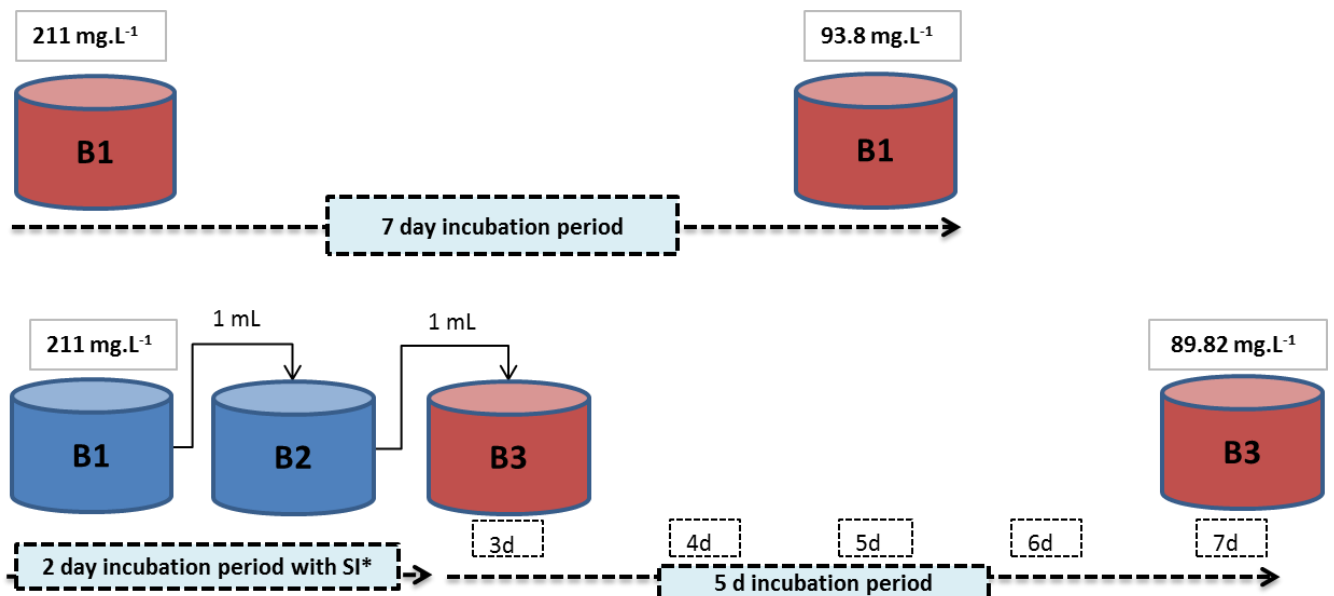 211 mg.L⁻¹
93.8 mg.L⁻¹
B1
B1
7 day incubation period
1 mL
1 mL
211 mg.L⁻¹
89.82 mg.L⁻¹
B1
B2
B3
B3
3d
4d
5d
6d
7d
2 day incubation period with SI*
5 d incubation period